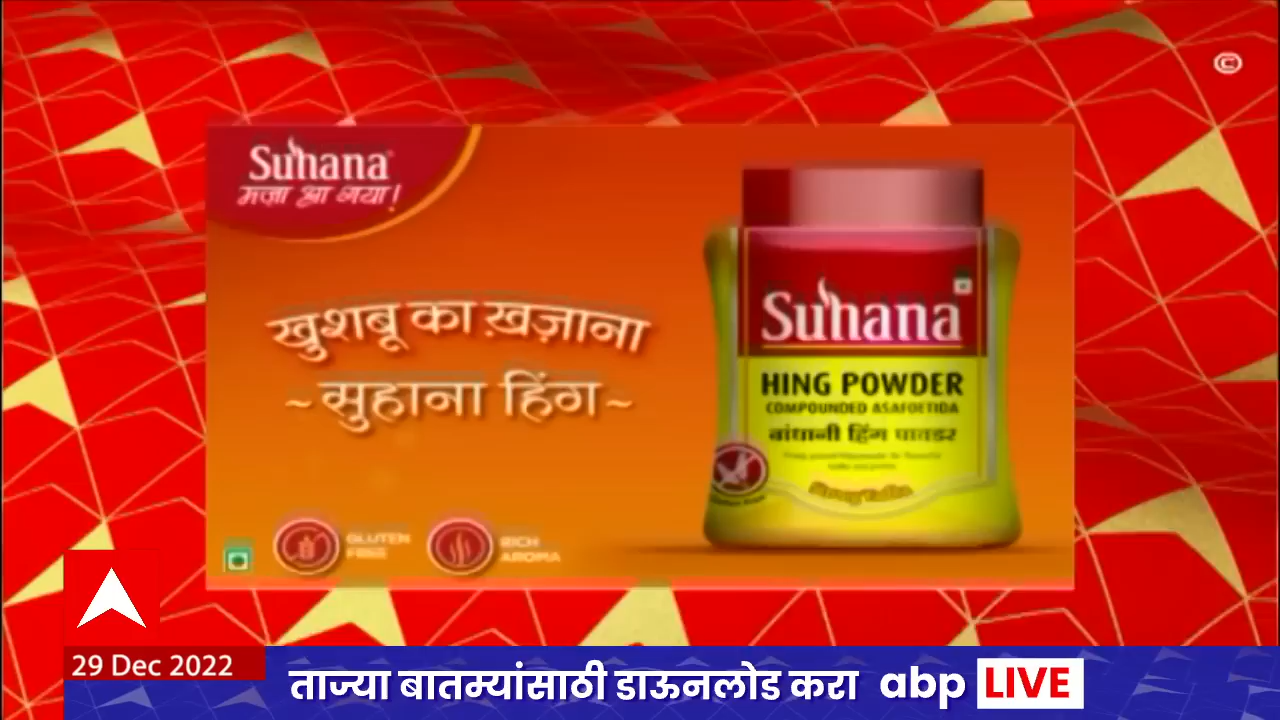 ©
Suhana
मज़ा आ गया!
खुशबू का ख़ज़ाना
~सुहाना हिंग~
GLUTEN
FREE
RICH
AROMA
Suhana
HING POWDER
COMPOUNDED ASAFOETIDA
बांधानी हिंग पावडर
29 Dec 2022
ताज्या बातम्यांसाठी डाऊनलोड करा abp LIVE